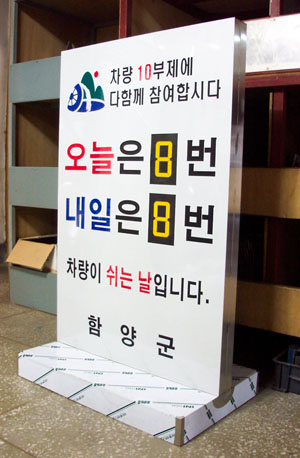 차량 10부제에
다함께 참여합시다
오늘은 8 번
내일은 8 번
차량이 쉬는 날입니다.
함 양 군